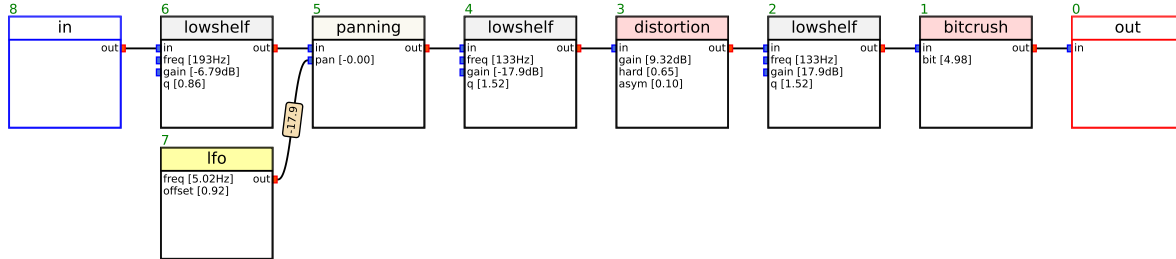 8
in
out
6
lowshelf
in out
freq [193Hz]
gain [-6.79dB]
q [0.86]
5
panning
in out
pan [-0.00]
4
lowshelf
in out
freq [133Hz]
gain [-17.9dB]
q [1.52]
3
distortion
in out
gain [9.32dB]
hard [0.65]
asym [0.10]
2
lowshelf
in out
freq [133Hz]
gain [17.9dB]
q [1.52]
1
bitcrush
in out
bit [4.98]
0
out
in
-17.9
7
lfo
freq [5.02Hz] out
offset [0.92]